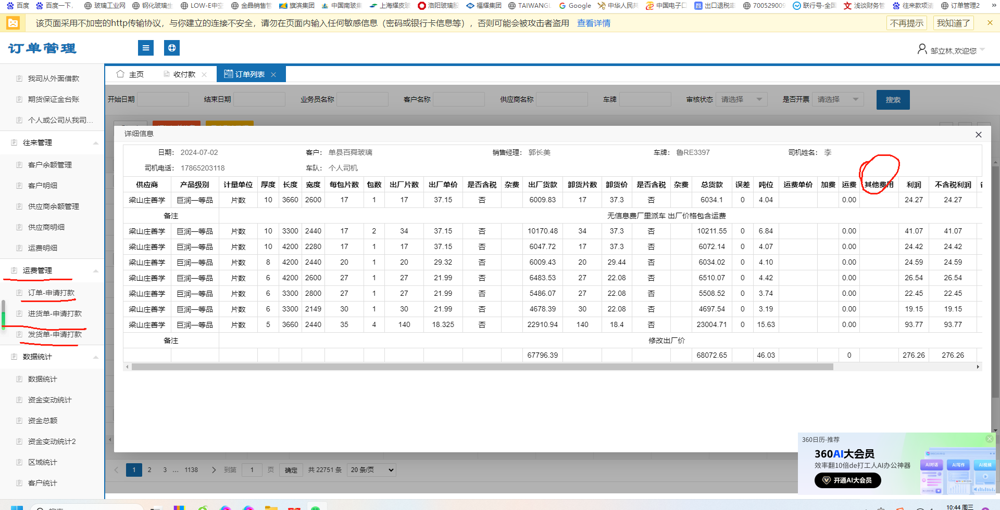 百度 百度一下, 玻璃工业网 钢化玻璃生 LOW-E中空 金晶销售管 旗滨集团 中国南玻集 上海耀皮玻 洛阳玻璃股 福耀集团 TAIWANGL Google 中华人民共 中国电子口 出口退税率 700529009 联行号-全国 浅谈财务管 往来款项清 订单管理2
该页面采用不加密的http传输协议，与你建立的连接不安全，请勿在页面内输入任何敏感信息（密码或银行卡信息等），否则可能会被攻击者盗用 查看详情 不再提示 我知道了
订单管理 邹立林,欢迎您
主页 收付款 订单列表
开始日期 结束日期 业务员名称 客户名称 供应商名称 车牌 审核状态 请选择 是否开票 请选择 搜索
我司从外面借款
期货保证金台账
个人或公司从我司...
往来管理
客户余额管理
客户明细
供应商余额管理
供应商明细
运费明细
运费管理
订单-申请打款
进货单-申请打款
发货单-申请打款
数据统计
数据统计
资金变动统计
资金总额
资金变动统计2
区域统计
客户统计
详细信息
日期： 2024-07-02 客户： 单县百舜玻璃 销售经理： 郭长美 车牌： 鲁RE3397 司机姓名： 李
司机电话： 17865203118 车队： 个人司机
供应商 产品级别 计量单位 厚度 长度 宽度 每包片数 包数 出厂片数 出厂单价 是否含税 杂费 出厂货款 卸货片数 卸货价 是否含税 杂费 总货款 误差 吨位 运费单价 加费 运费 其他费用 利润 不含税利润
梁山庄善学 巨润一等品 片数 10 3660 2600 17 1 17 37.15 否 6009.83 17 37.3 否 6034.1 0 4.04 0.00 24.27 24.27
备注 无信息费厂里派车 出厂价格包含运费
梁山庄善学 巨润一等品 片数 10 3300 2440 17 2 34 37.15 否 10170.48 34 37.3 否 10211.55 0 6.84 0.00 41.07 41.07
梁山庄善学 巨润一等品 片数 10 4200 2280 17 1 17 37.15 否 6047.72 17 37.3 否 6072.14 0 4.07 0.00 24.42 24.42
梁山庄善学 巨润一等品 片数 8 4200 2440 20 1 20 29.32 否 6009.43 20 29.44 否 6034.02 0 4.10 0.00 24.59 24.59
梁山庄善学 巨润一等品 片数 6 4200 2600 27 1 27 21.99 否 6483.53 27 22.08 否 6510.07 0 4.42 0.00 26.54 26.54
梁山庄善学 巨润一等品 片数 6 3300 2800 27 1 27 21.99 否 5486.07 27 22.08 否 5508.52 0 3.74 0.00 22.45 22.45
梁山庄善学 巨润一等品 片数 6 3300 2149 30 1 30 21.99 否 4678.39 30 22.08 否 4697.54 0 3.19 0.00 19.15 19.15
梁山庄善学 巨润一等品 片数 5 3660 2440 35 4 140 18.325 否 22910.94 140 18.4 否 23004.71 0 15.63 0.00 93.77 93.77
备注 修改出厂价
67796.39 68072.65 46.03 0 276.26 276.26
1 2 3 ... 1138 到第 1 页 确定 共 22751 条 20 条/页
360日历-推荐
360AI大会员
效率翻10倍de打工人AI办公神器
开通AI大会员
AI对话 AI写作 AI视频
10:44 周三